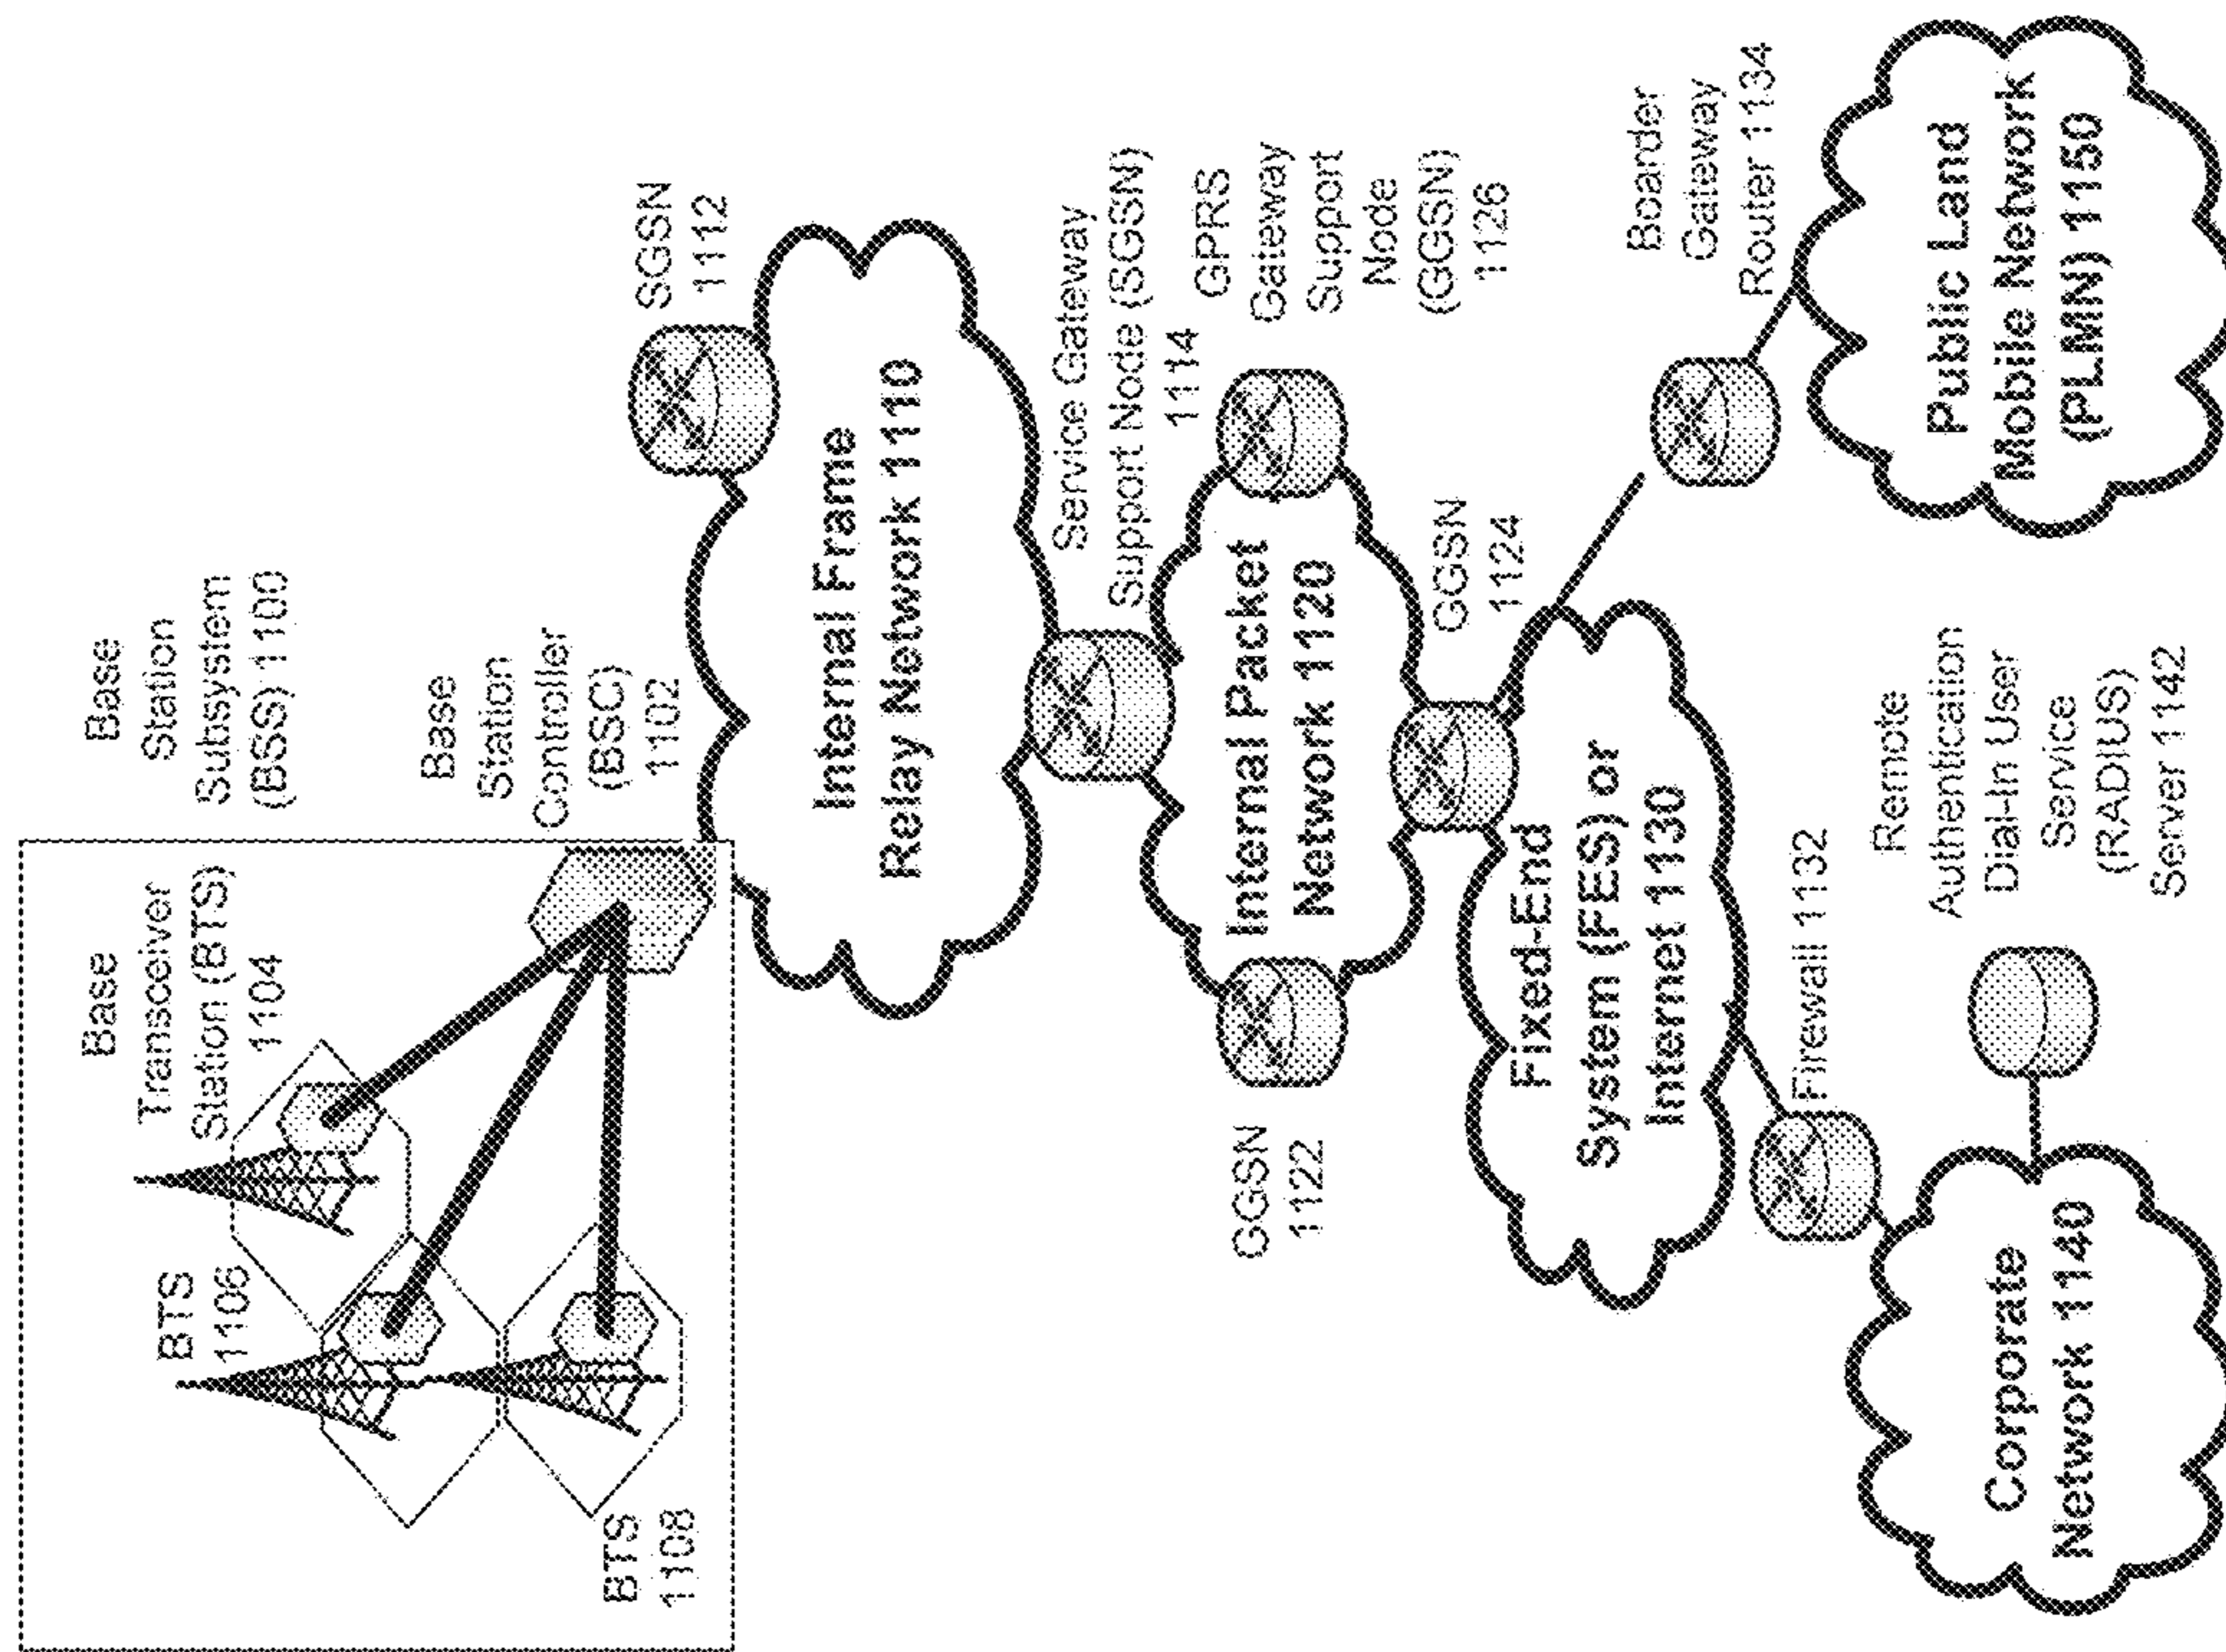 Base
Station
Subsystem
(BSS) 1100
Base
Transceiver
Station (BTS)
1104
BTS
1106
BTS
1108
Base
Station
Controller
(BSC)
1102
SGSN
1112
Internal Frame
Relay Network 1110
Service Gateway
Support Node (SGSN)
1114
GPRS
Gateway
Support
Node
(GGSN)
1126
Internal Packet
Network 1120
GGSN
1122
GGSN
1124
Fixed-End
System (FES) or
Internet 1130
Boarder
Gateway
Router 1134
Public Land
Mobile Network
(PLMN) 1150
Firewall 1132
Remote
Authentication
Dial-In User
Service
(RADIUS)
Server 1142
Corporate
Network 1140